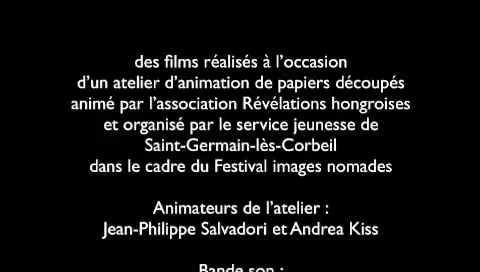 des films réalisés à l’occasion
d’un atelier d’animation de papiers découpés
animé par l’association Révélations hongroises
et organisé par le service jeunesse de
Saint-Germain-lès-Corbeil
dans le cadre du Festival images nomades
Animateurs de l’atelier :
Jean-Philippe Salvadori et Andrea Kiss
Bande son :